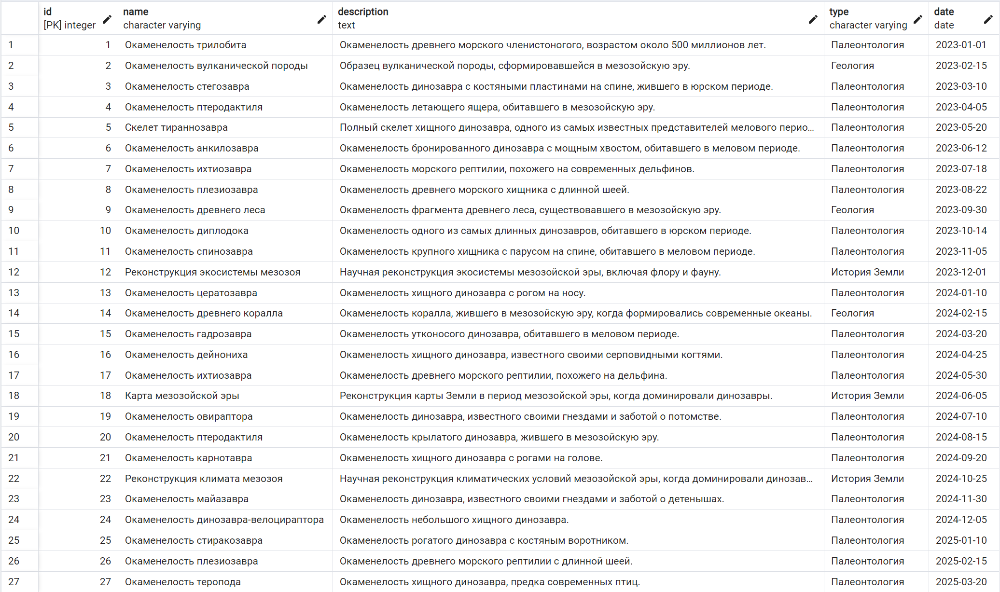 id name description type date
[PK] integer character varying text character varying date
1 1 Окаменелость трилобита Окаменелость древнего морского членистоногого, возрастом около 500 миллионов лет. Палеонтология 2023-01-01
2 2 Окаменелость вулканической породы Образец вулканической породы, сформировавшейся в мезозойскую эру. Геология 2023-02-15
3 3 Окаменелость стегозавра Окаменелость динозавра с костяными пластинами на спине, жившего в юрском периоде. Палеонтология 2023-03-10
4 4 Окаменелость птеродактиля Окаменелость летающего ящера, обитавшего в мезозойскую эру. Палеонтология 2023-04-05
5 5 Скелет тираннозавра Полный скелет хищного динозавра, одного из самых известных представителей мелового перио... Палеонтология 2023-05-20
6 6 Окаменелость анкилозавра Окаменелость бронированного динозавра с мощным хвостом, обитавшего в меловом периоде. Палеонтология 2023-06-12
7 7 Окаменелость ихтиозавра Окаменелость морского рептилии, похожего на современных дельфинов. Палеонтология 2023-07-18
8 8 Окаменелость плезиозавра Окаменелость древнего морского хищника с длинной шеей. Палеонтология 2023-08-22
9 9 Окаменелость древнего леса Окаменелость фрагмента древнего леса, существовавшего в мезозойскую эру. Геология 2023-09-30
10 10 Окаменелость диплодока Окаменелость одного из самых длинных динозавров, обитавшего в юрском периоде. Палеонтология 2023-10-14
11 11 Окаменелость спинозавра Окаменелость крупного хищника с парусом на спине, обитавшего в меловом периоде. Палеонтология 2023-11-05
12 12 Реконструкция экосистемы мезозоя Научная реконструкция экосистемы мезозойской эры, включая флору и фауну. История Земли 2023-12-01
13 13 Окаменелость цератозавра Окаменелость хищного динозавра с рогом на носу. Палеонтология 2024-01-10
14 14 Окаменелость древнего коралла Окаменелость коралла, жившего в мезозойскую эру, когда формировались современные океаны. Геология 2024-02-15
15 15 Окаменелость гадрозавра Окаменелость утконосого динозавра, обитавшего в меловом периоде. Палеонтология 2024-03-20
16 16 Окаменелость дейнониха Окаменелость хищного динозавра, известного своими серповидными когтями. Палеонтология 2024-04-25
17 17 Окаменелость ихтиозавра Окаменелость древнего морского рептилии, похожего на дельфина. Палеонтология 2024-05-30
18 18 Карта мезозойской эры Реконструкция карты Земли в период мезозойской эры, когда доминировали динозавры. История Земли 2024-06-05
19 19 Окаменелость овираптора Окаменелость динозавра, известного своими гнездами и заботой о потомстве. Палеонтология 2024-07-10
20 20 Окаменелость птеродактиля Окаменелость крылатого динозавра, жившего в мезозойскую эру. Палеонтология 2024-08-15
21 21 Окаменелость карнотавра Окаменелость хищного динозавра с рогами на голове. Палеонтология 2024-09-20
22 22 Реконструкция климата мезозоя Научная реконструкция климатических условий мезозойской эры, когда доминировали динозав... История Земли 2024-10-25
23 23 Окаменелость майазавра Окаменелость динозавра, известного своими гнездами и заботой о детенышах. Палеонтология 2024-11-30
24 24 Окаменелость динозавра-велоцираптора Окаменелость небольшого хищного динозавра. Палеонтология 2024-12-05
25 25 Окаменелость стиракозавра Окаменелость рогатого динозавра с костяным воротником. Палеонтология 2025-01-10
26 26 Окаменелость плезиозавра Окаменелость древнего морского рептилии с длинной шеей. Палеонтология 2025-02-15
27 27 Окаменелость теропода Окаменелость хищного динозавра, предка современных птиц. Палеонтология 2025-03-20